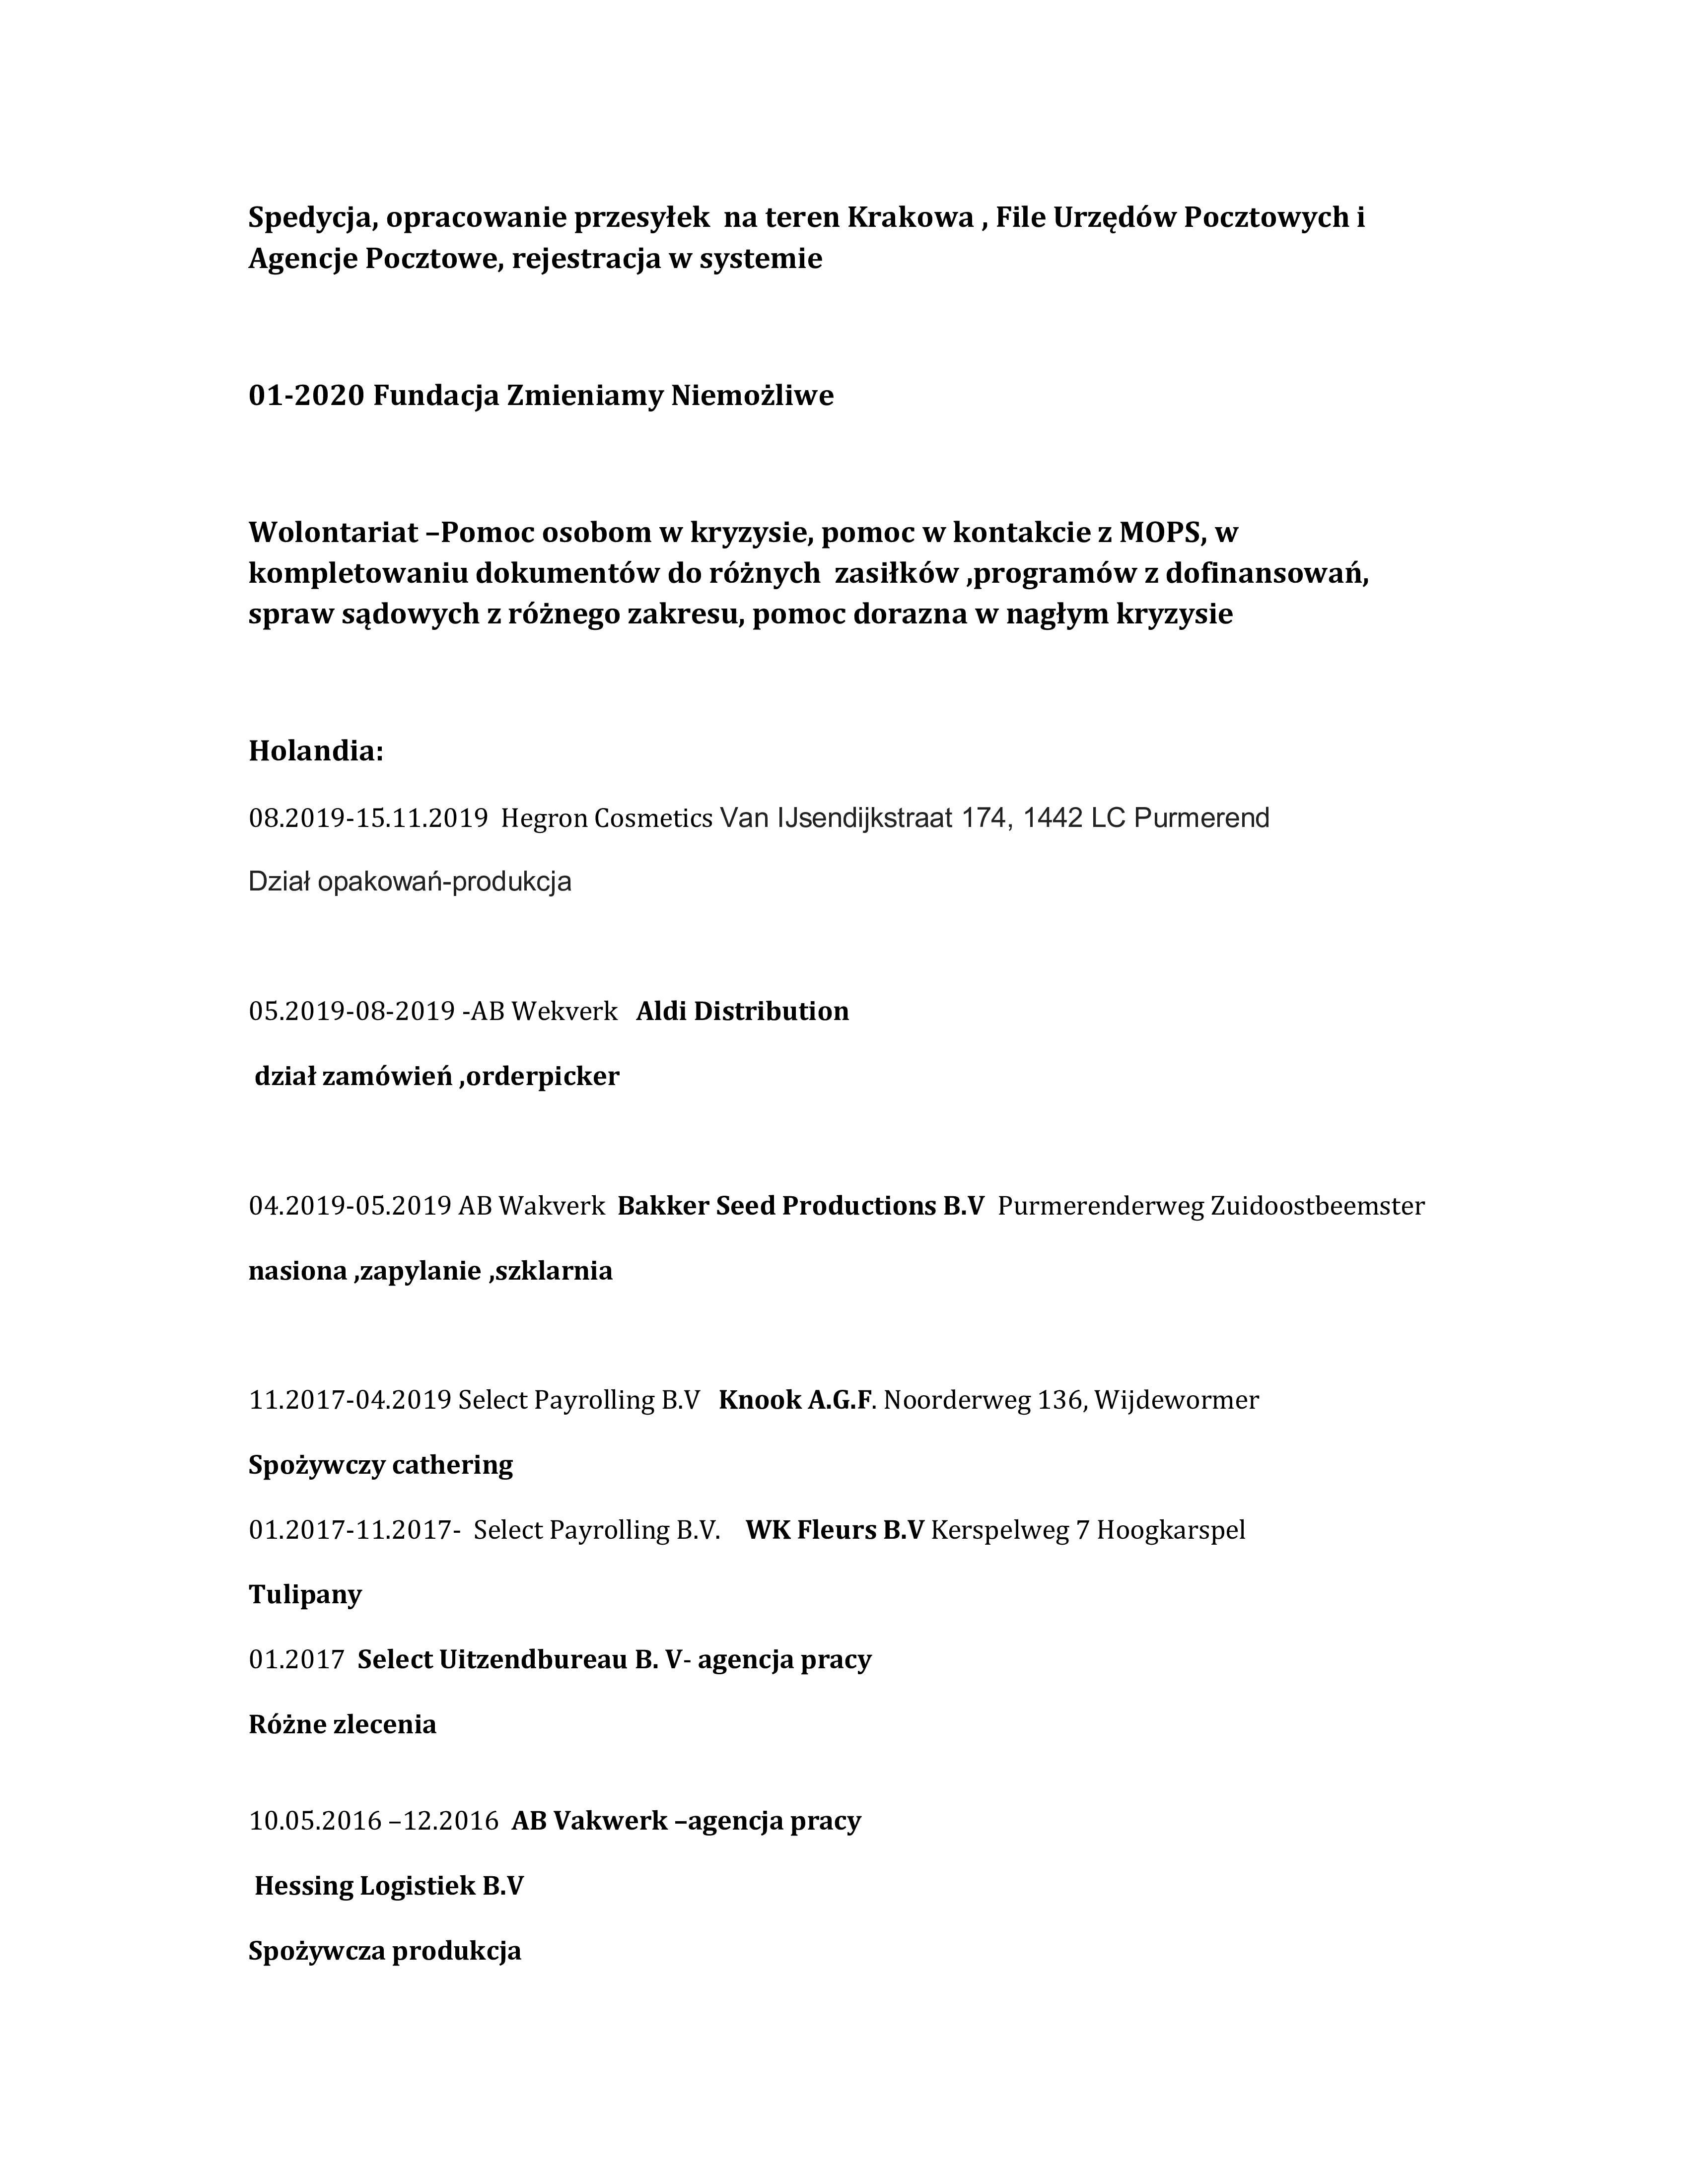 Spedycja, opracowanie przesyłek  na teren Krakowa , File Urzędów Pocztowych i
Agencje Pocztowe, rejestracja w systemie
01-2020 Fundacja Zmieniamy Niemożliwe
Wolontariat –Pomoc osobom w kryzysie, pomoc w kontakcie z MOPS, w
kompletowaniu dokumentów do różnych  zasiłków ,programów z dofinansowań,
spraw sądowych z różnego zakresu, pomoc dorazna w nagłym kryzysie
Holandia:
08.2019-15.11.2019  Hegron Cosmetics Van IJsendijkstraat 174, 1442 LC Purmerend
Dział opakowań-produkcja
05.2019-08-2019 -AB Wekverk   Aldi Distribution
dział zamówień ,orderpicker
04.2019-05.2019 AB Wakverk  Bakker Seed Productions B.V  Purmerenderweg Zuidoostbeemster
nasiona ,zapylanie ,szklarnia
11.2017-04.2019 Select Payrolling B.V   Knook A.G.F. Noorderweg 136, Wijdewormer
Spożywczy cathering
01.2017-11.2017-  Select Payrolling B.V.    WK Fleurs B.V Kerspelweg 7 Hoogkarspel
Tulipany
01.2017  Select Uitzendbureau B. V- agencja pracy
Różne zlecenia
10.05.2016 –12.2016  AB Vakwerk –agencja pracy
Hessing Logistiek B.V
Spożywcza produkcja